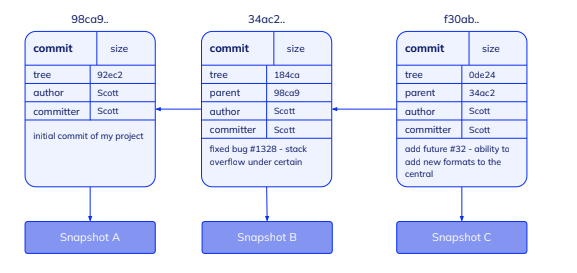 98ca9..
commit size
tree 92ec2
author Scott
committer Scott
initial commit of my project
Snapshot A
34ac2..
commit size
tree 184ca
parent 98ca9
author Scott
committer Scott
fixed bug #1328 - stack
overflow under certain
Snapshot B
f30ab..
commit size
tree 0de24
parent 34ac2
author Scott
committer Scott
add future #32 - ability to
add new formats to the
central
Snapshot C